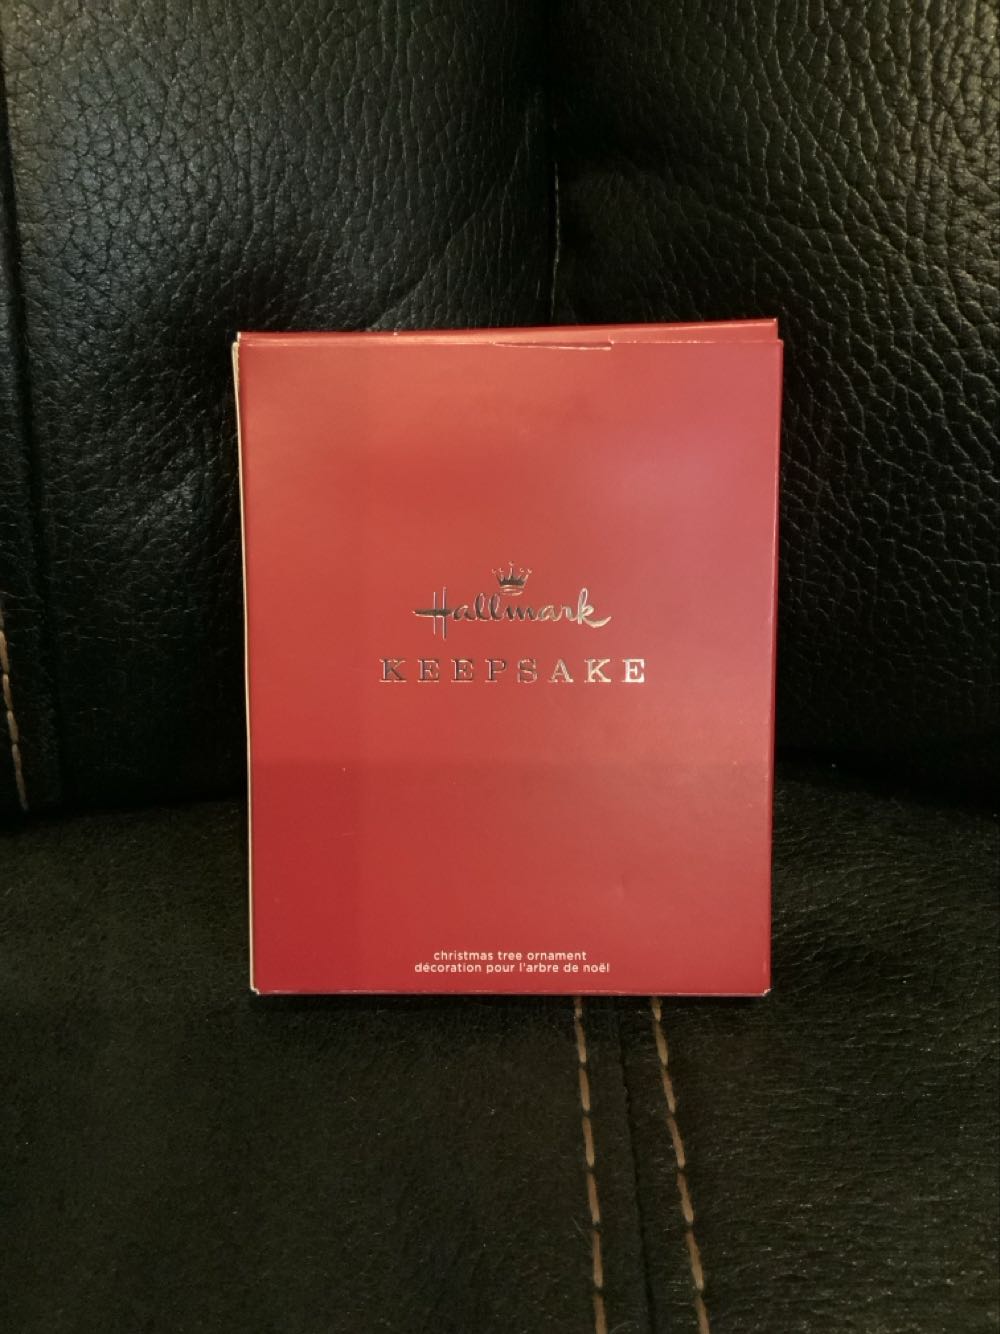 Hallmark
KEEPSAKE
christmas tree ornament
décoration pour l'arbre de noël